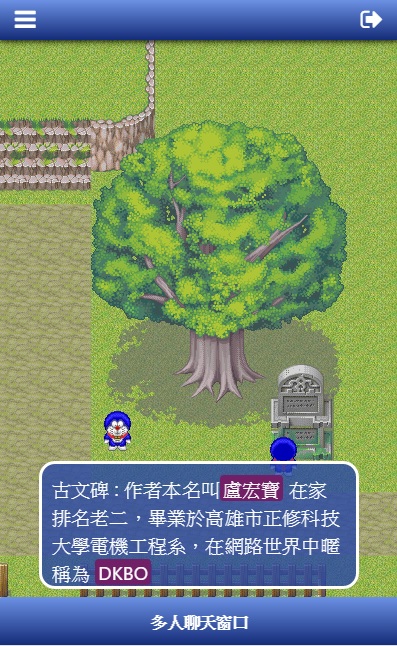 古文碑 : 作者本名叫盧宏寶 在家
排名老二，畢業於高雄市正修科技
大學電機工程系，在網路世界中暱
稱為 DKBO
多人聊天窗口